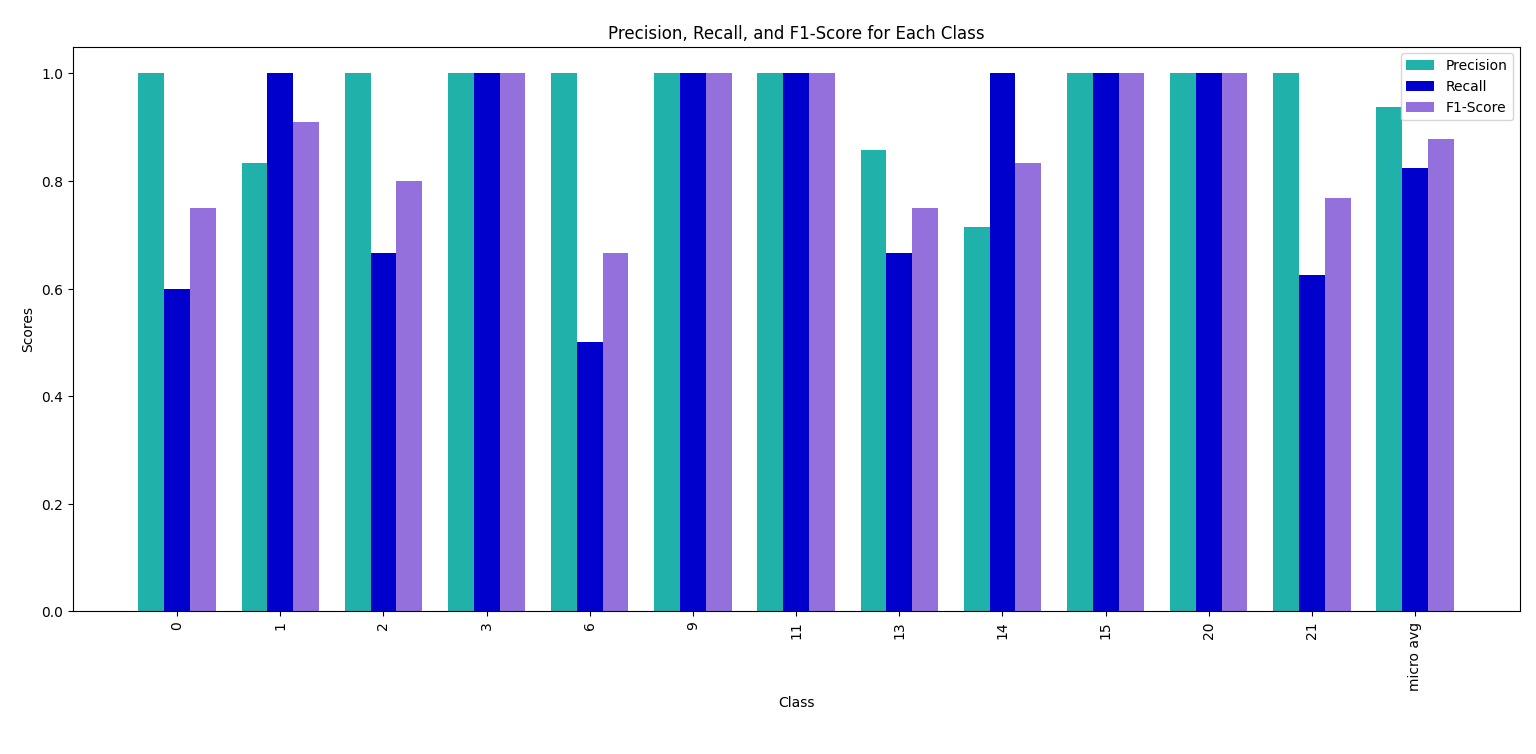 Precision, Recall, and F1-Score for Each Class
Precision
Recall
F1-Score
Scores
1.0
0.8
0.6
0.4
0.2
0.0
0
1
2
3
6
9
11
13
14
15
20
21
micro avg
Class